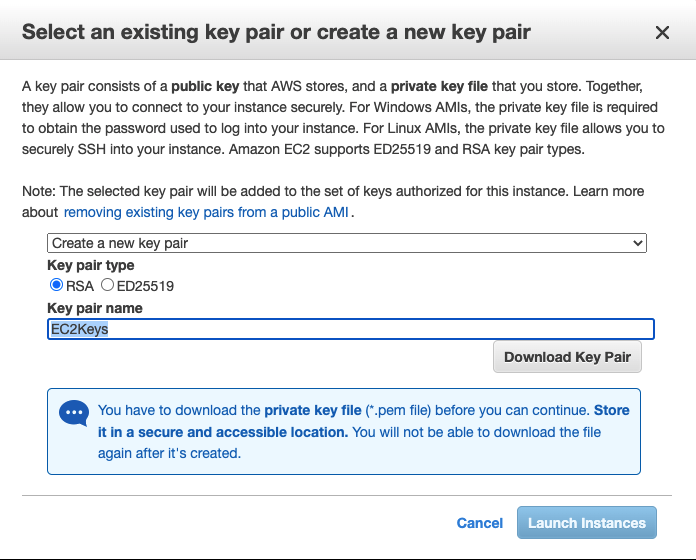 Select an existing key pair or create a new key pair
A key pair consists of a public key that AWS stores, and a private key file that you store. Together,
they allow you to connect to your instance securely. For Windows AMIs, the private key file is required
to obtain the password used to log into your instance. For Linux AMIs, the private key file allows you to
securely SSH into your instance. Amazon EC2 supports ED25519 and RSA key pair types.
Note: The selected key pair will be added to the set of keys authorized for this instance. Learn more
about removing existing key pairs from a public AMI .
Create a new key pair
Key pair type
RSA ED25519
Key pair name
EC2Keys
Download Key Pair
You have to download the private key file (*.pem file) before you can continue. Store
it in a secure and accessible location. You will not be able to download the file
again after it's created.
Cancel Launch Instances